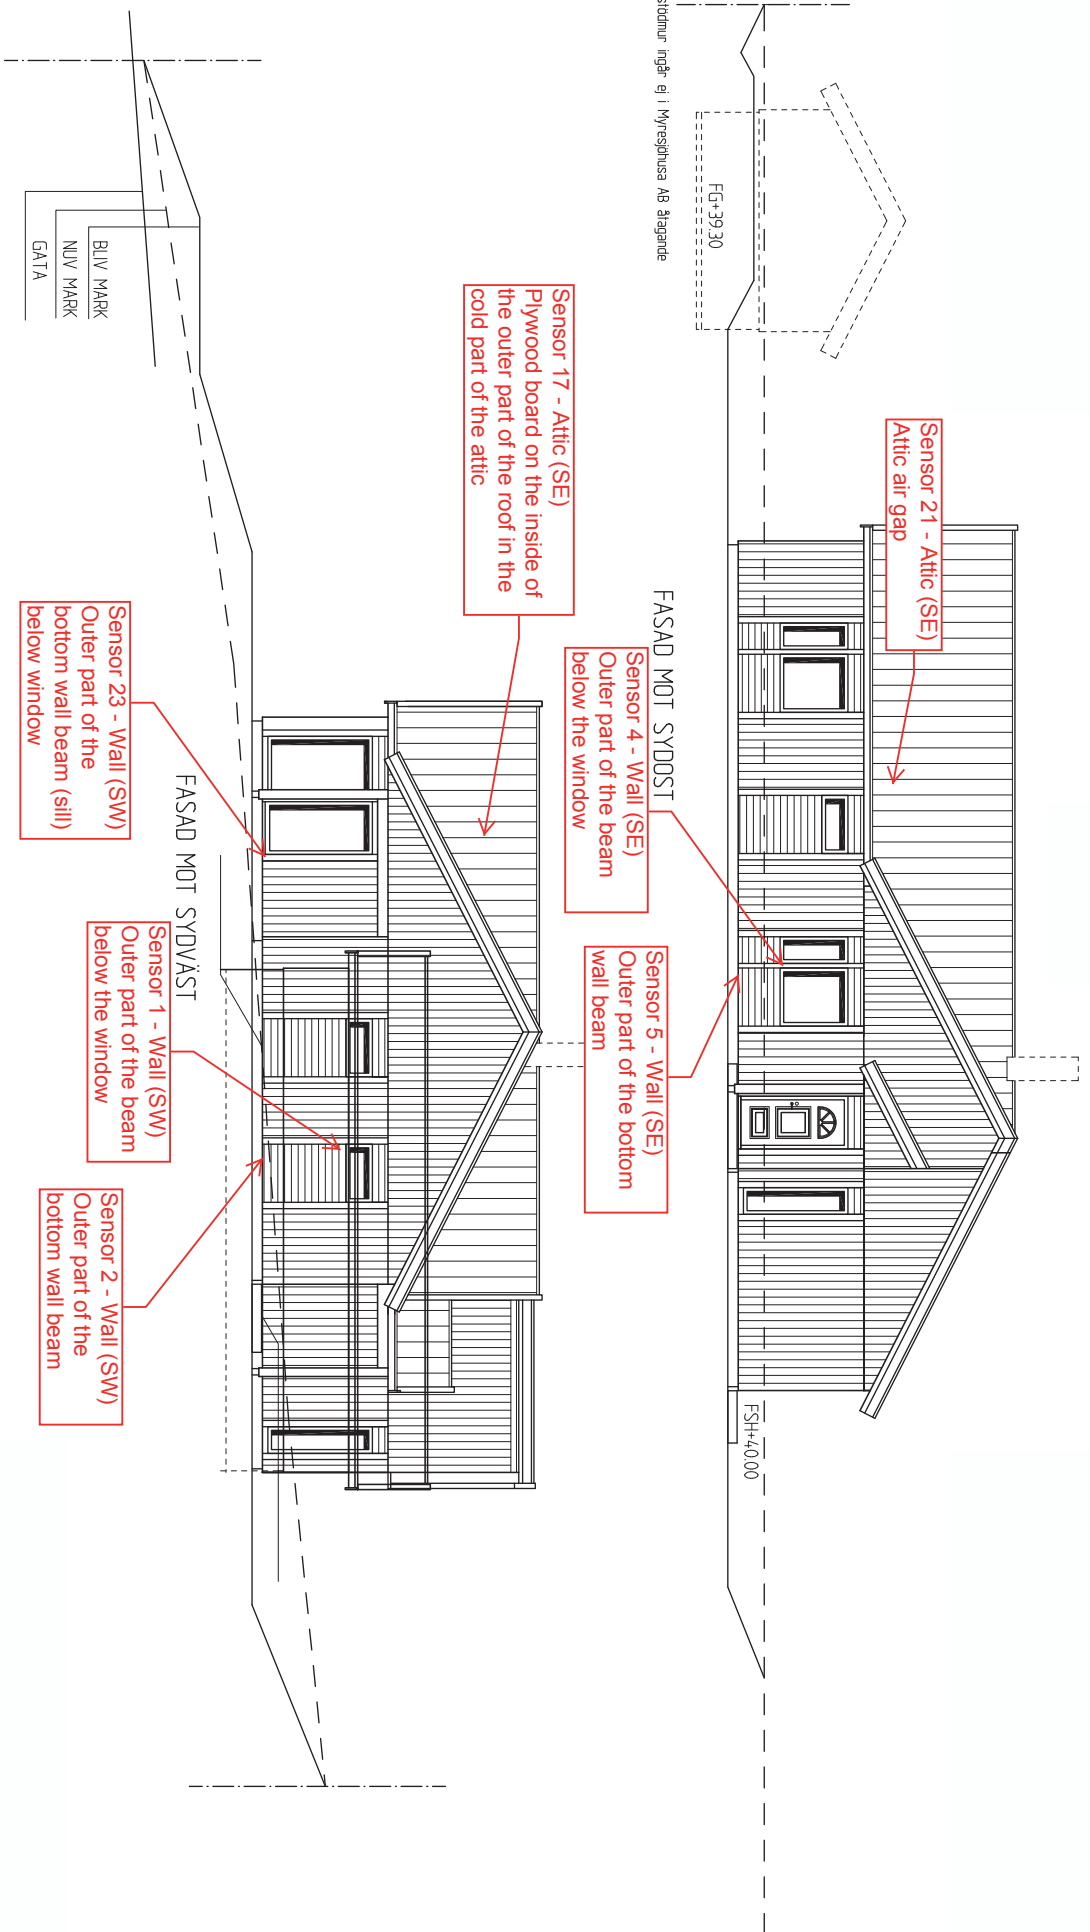 Sensor 21 - Attic (SE)
Attic air gap
FG+39.30
stödmur ingår ej i Myresjöhusa AB åtagande
FSH+40.00
FASAD MOT SYDOST
Sensor 4 - Wall (SE)
Outer part of the beam
below the window
Sensor 5 - Wall (SE)
Outer part of the bottom
wall beam
Sensor 17 - Attic (SE)
Plywood board on the inside of
the outer part of the roof in the
cold part of the attic
BLIV MARK
NUV MARK
GATA
FASAD MOT SYDVÄST
Sensor 23 - Wall (SW)
Outer part of the
bottom wall beam (sill)
below window
Sensor 1 - Wall (SW)
Outer part of the beam
below the window
Sensor 2 - Wall (SW)
Outer part of the
bottom wall beam